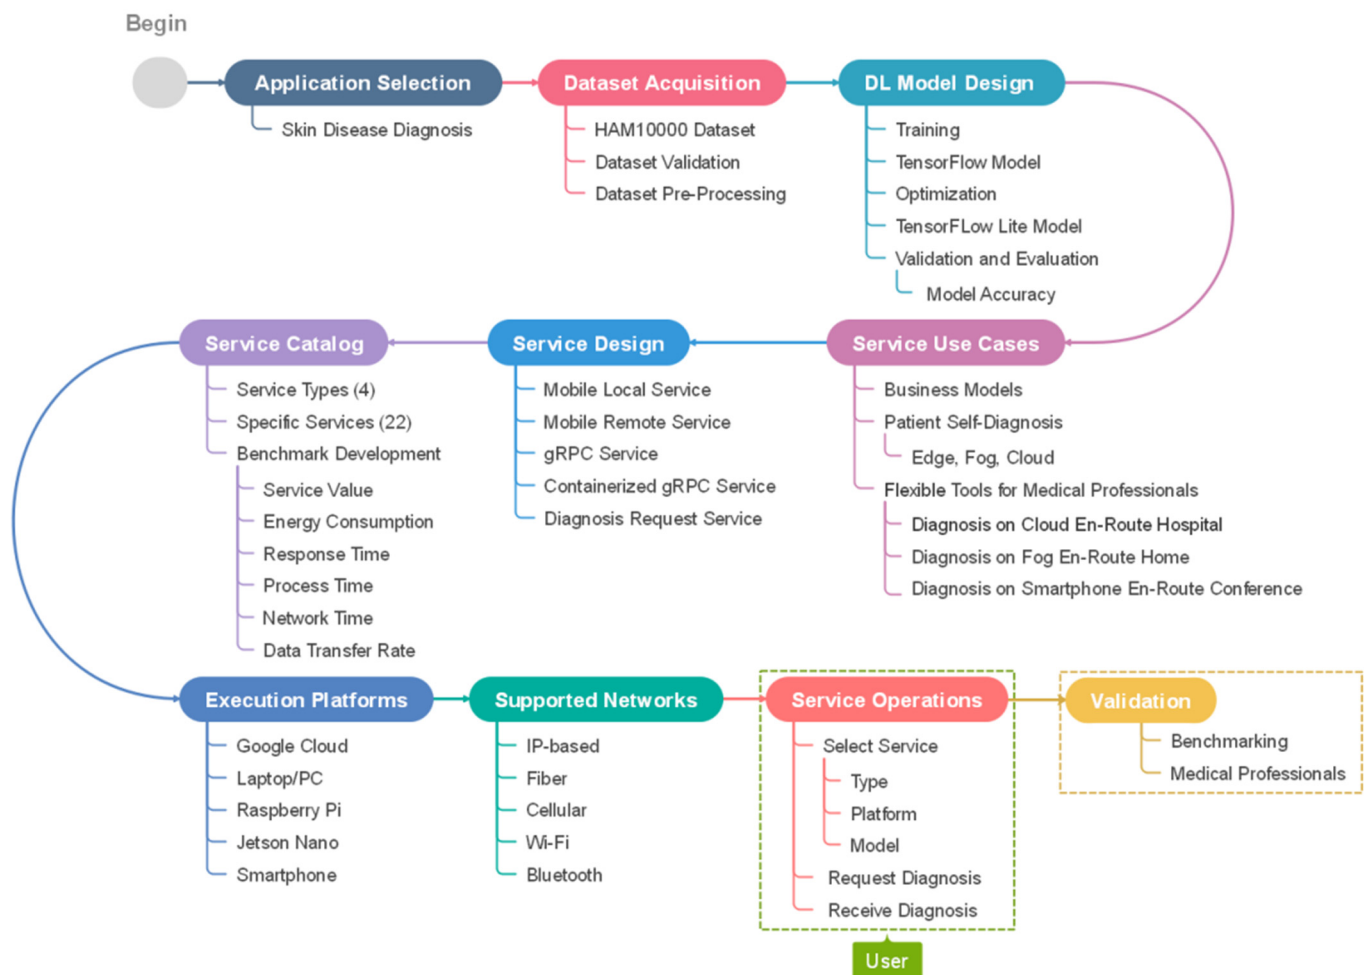 Begin
Application Selection
Skin Disease Diagnosis
Dataset Acquisition
HAM10000 Dataset
Dataset Validation
Dataset Pre-Processing
DL Model Design
Training
TensorFlow Model
Optimization
TensorFLow Lite Model
Validation and Evaluation
Model Accuracy
Service Use Cases
Business Models
Patient Self-Diagnosis
Edge, Fog, Cloud
Flexible Tools for Medical Professionals
Diagnosis on Cloud En-Route Hospital
Diagnosis on Fog En-Route Home
Diagnosis on Smartphone En-Route Conference
Service Design
Mobile Local Service
Mobile Remote Service
gRPC Service
Containerized gRPC Service
Diagnosis Request Service
Service Catalog
Service Types (4)
Specific Services (22)
Benchmark Development
Service Value
Energy Consumption
Response Time
Process Time
Network Time
Data Transfer Rate
Execution Platforms
Google Cloud
Laptop/PC
Raspberry Pi
Jetson Nano
Smartphone
Supported Networks
IP-based
Fiber
Cellular
Wi-Fi
Bluetooth
Service Operations
Select Service
Type
Platform
Model
Request Diagnosis
Receive Diagnosis
User
Validation
Benchmarking
Medical Professionals